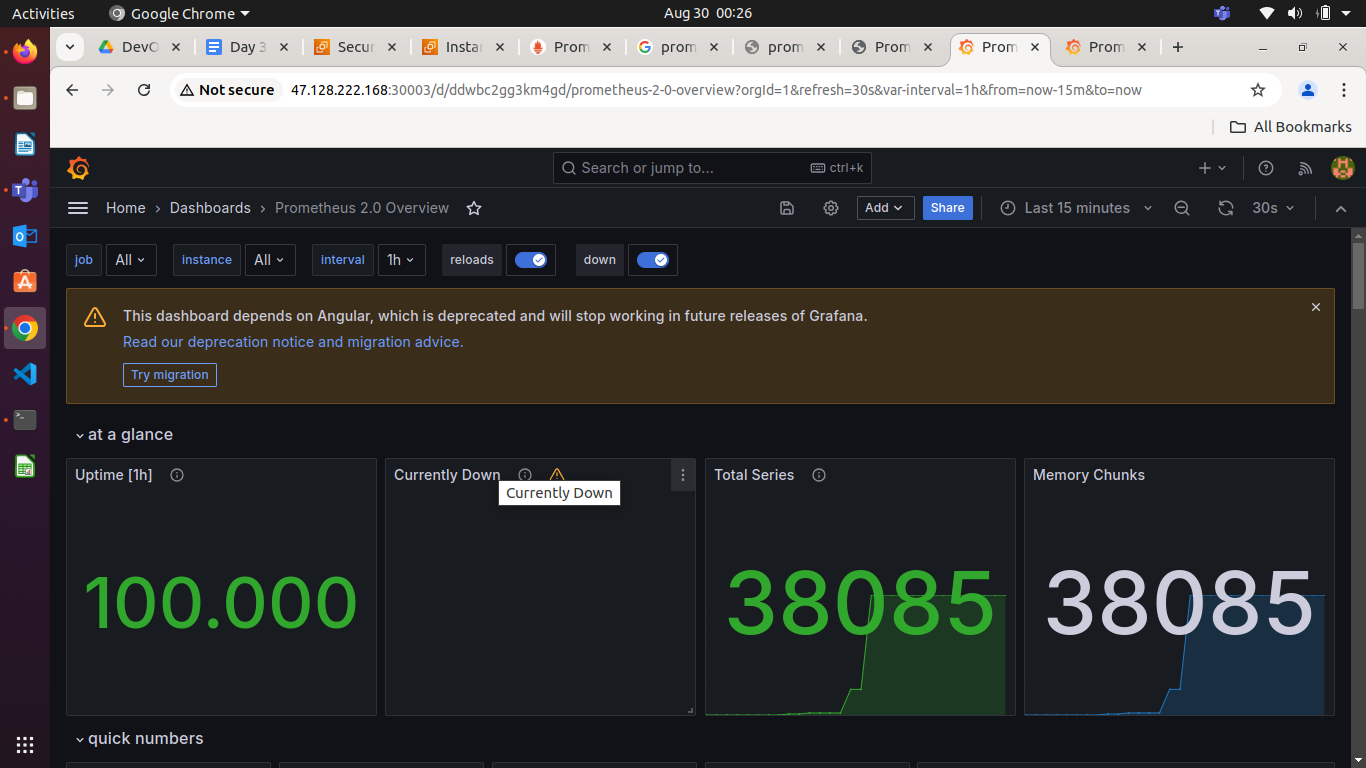 Activities Google Chrome Aug 30 00:26
DevO Day 3 Secur Instan Prom prom prom Prom Prom Prom
Not secure 47.128.222.168:30003/d/ddwbc2gg3km4gd/prometheus-2-0-overview?orgId=1&refresh=30s&var-interval=1h&from=now-15m&to=now
All Bookmarks
Search or jump to... ctrl+k
Home › Dashboards › Prometheus 2.0 Overview Add Share Last 15 minutes 30s
job All instance All interval 1h reloads down
This dashboard depends on Angular, which is deprecated and will stop working in future releases of Grafana.
Read our deprecation notice and migration advice.
Try migration
at a glance
Uptime [1h] Currently Down Total Series Memory Chunks
Currently Down
100.000 38085 38085
quick numbers